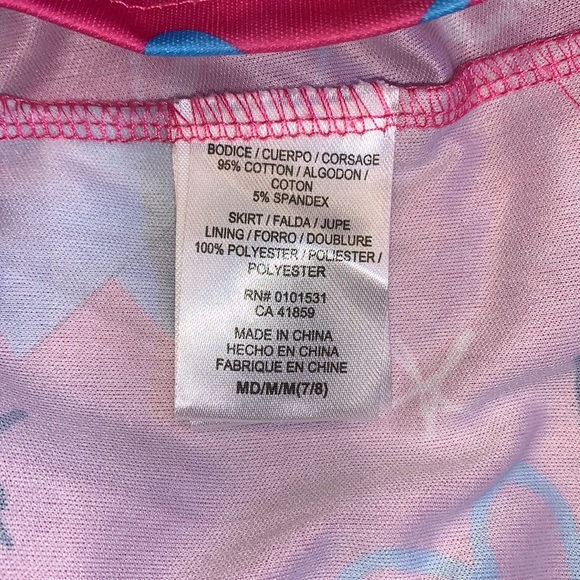 BODICE / CUERPO / CORSAGE
95% COTTON / ALGODON /
COTON
5% SPANDEX
SKIRT / FALDA / JUPE
LINING / FORRO / DOUBLURE
100% POLYESTER / POLIESTER /
POLYESTER
RN# 0101531
CA 41859
MADE IN CHINA
HECHO EN CHINA
FABRIQUE EN CHINE
MD/M/M(7/8)